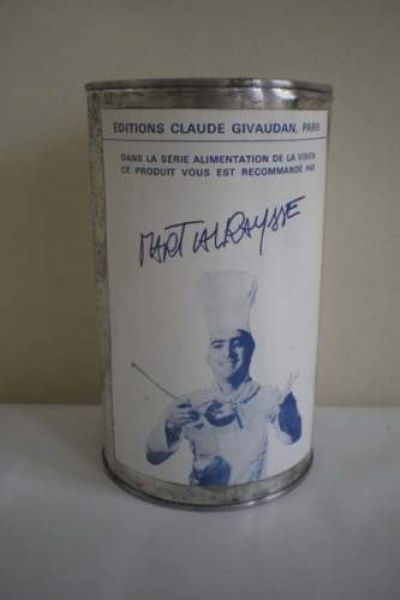 EDITIONS CLAUDE GIVAUDAN, PARIS
DANS LA SÉRIE ALIMENTATION DE LA VISION
CE PRODUIT VOUS EST RECOMMANDÉ PAR
MARTIAL RAYSSE